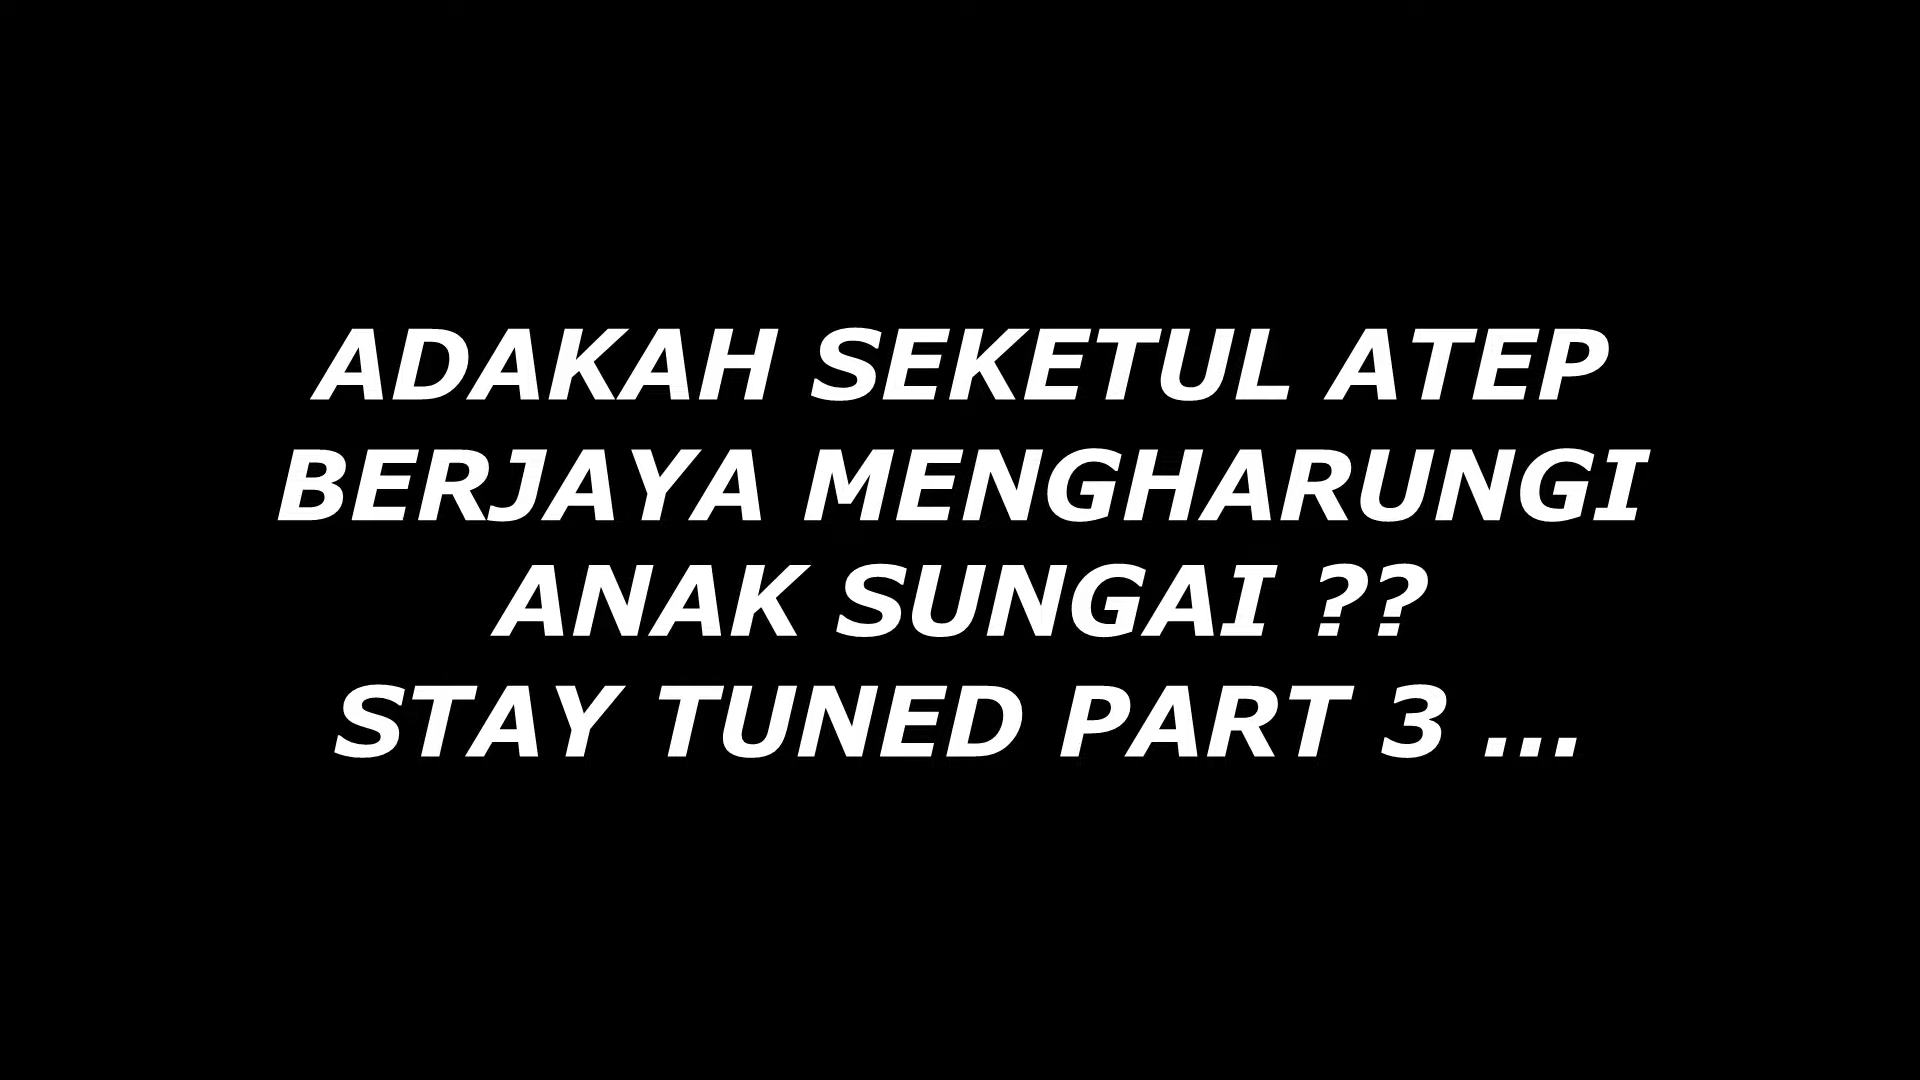 ADAKAH SEKETUL ATEP
BERJAYA MENGHARUNGI
ANAK SUNGAI ??
STAY TUNED PART 3 ...